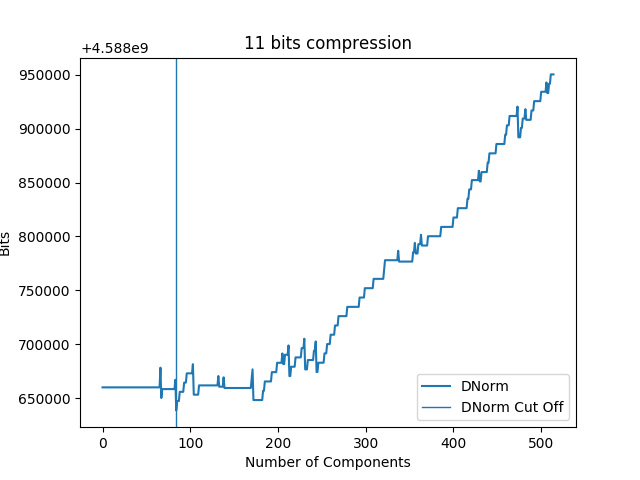 11 bits compression
+4.588e9
950000
900000
850000
800000
750000
700000
650000
Bits
0 100 200 300 400 500
Number of Components
DNorm
DNorm Cut Off